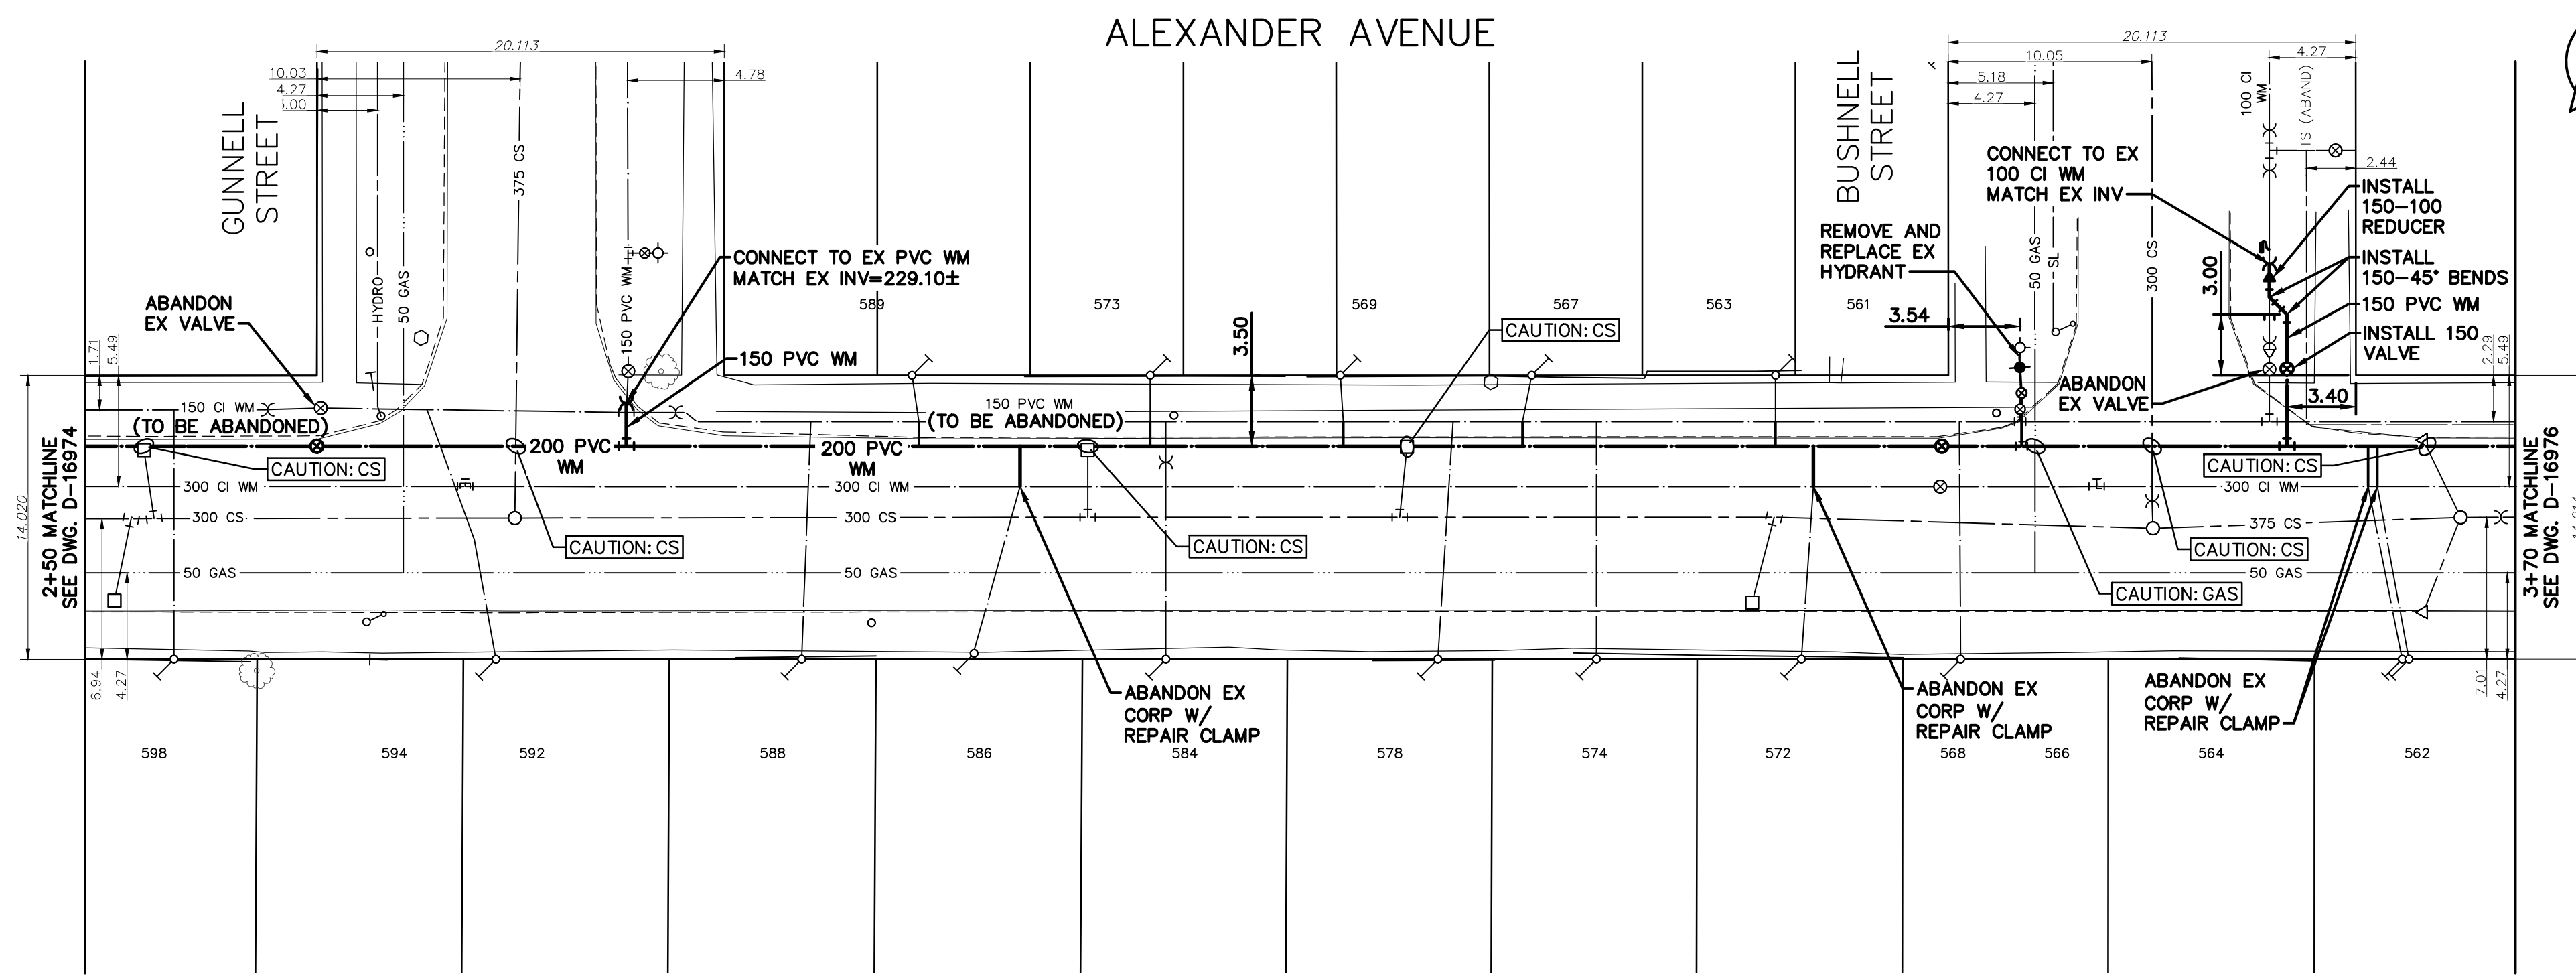 ALEXANDER AVENUE
20.113
10.03
4.27
4.78
GUNNELL
STREET
HYDRO
50 GAS
375 CS
150 PVC WM
CONNECT TO EX PVC WM
MATCH EX INV=229.10±
150 PVC WM
ABANDON
EX VALVE
1.71
5.49
14.020
150 CI WM
(TO BE ABANDONED)
2+50 MATCHLINE
SEE DWG. D-16974
CAUTION: CS
200 PVC
WM
300 CI WM
300 CS
CAUTION: CS
50 GAS
6.94
4.27
589
573
569
567
563
561
3.50
CAUTION: CS
150 PVC WM
(TO BE ABANDONED)
200 PVC
WM
300 CI WM
300 CS
CAUTION: CS
50 GAS
ABANDON EX
CORP W/
REPAIR CLAMP
BUSHNELL
STREET
20.113
10.05
5.18
4.27
4.27
100 CI
WM
TS (ABAND)
2.44
CONNECT TO EX
100 CI WM
MATCH EX INV
REMOVE AND
REPLACE EX
HYDRANT
3.54
50 GAS
SL
300 CS
3.00
INSTALL
150-100
REDUCER
INSTALL
150-45° BENDS
150 PVC WM
INSTALL 150
VALVE
ABANDON
EX VALVE
3.40
2.29
5.49
CAUTION: CS
300 CI WM
375 CS
CAUTION: CS
50 GAS
CAUTION: GAS
3+70 MATCHLINE
SEE DWG. D-16976
7.01
4.27
ABANDON EX
CORP W/
REPAIR CLAMP
ABANDON EX
CORP W/
REPAIR CLAMP
598
594
592
588
586
584
578
574
572
568
566
564
562